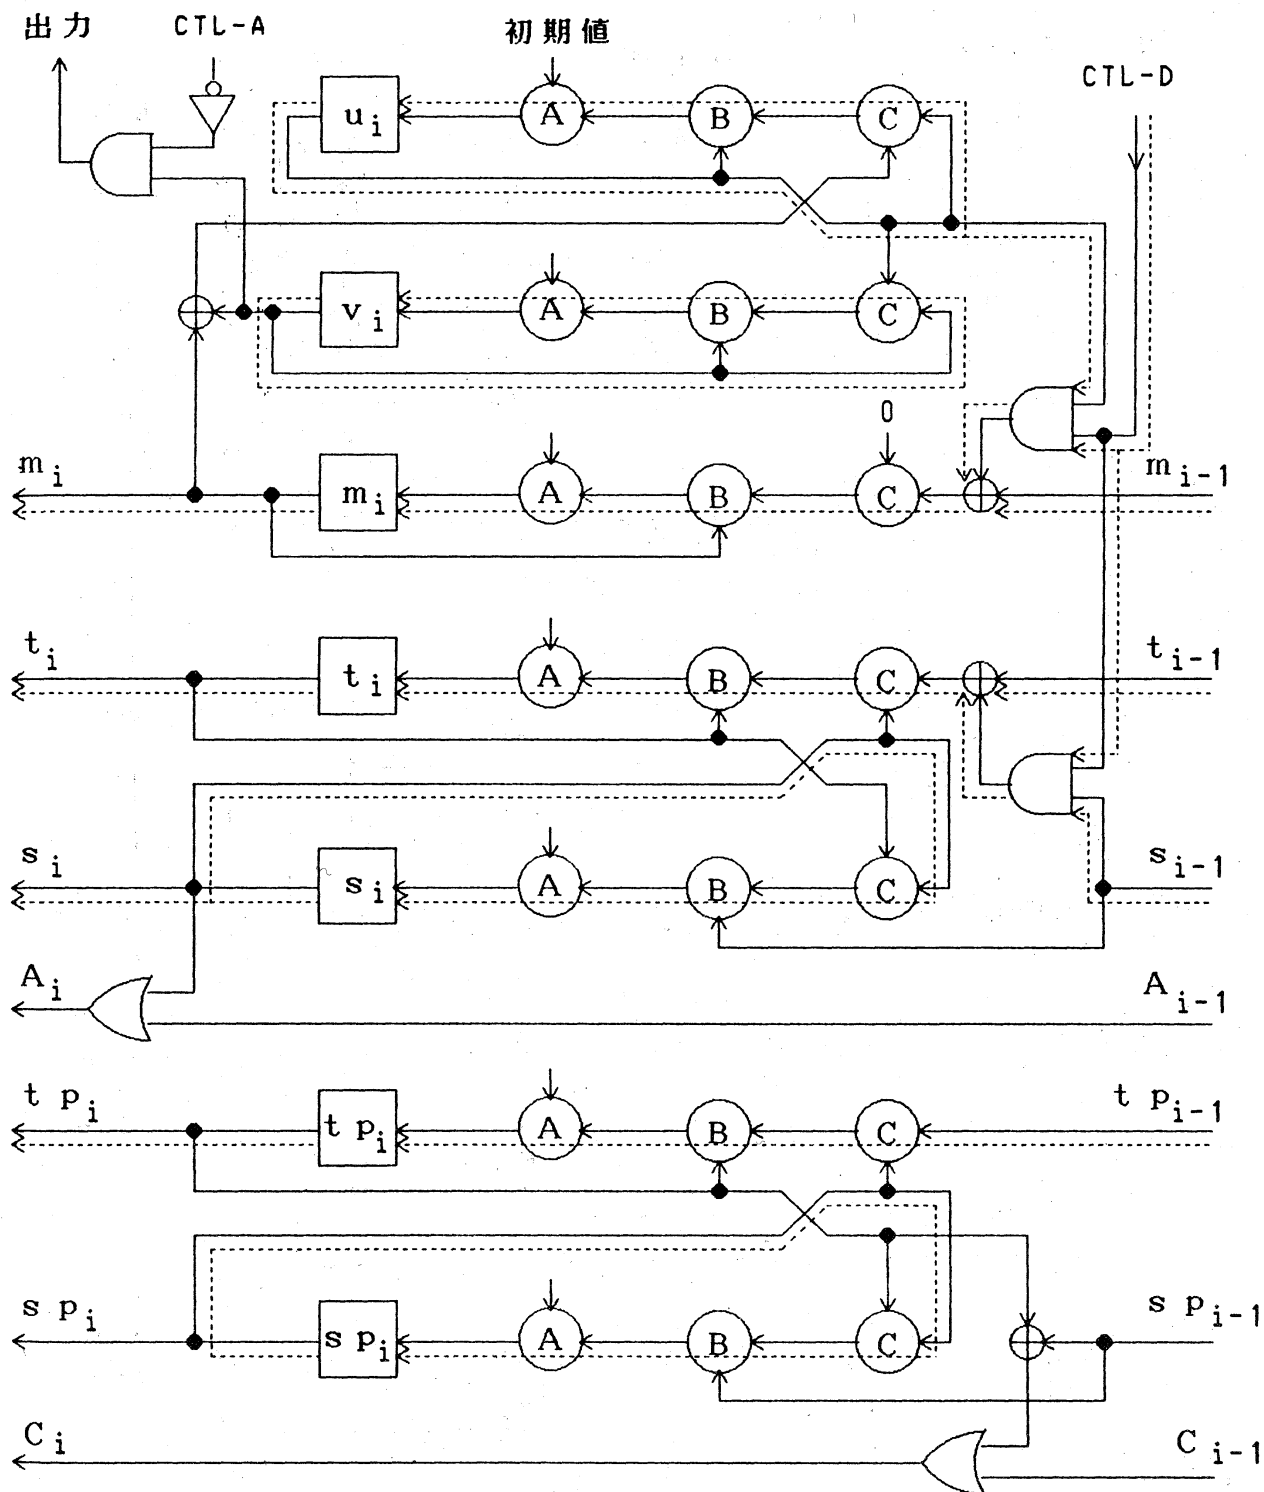 出力 CTL-A 初期値
CTL-D
u i A B C
v i A B C
0
m i m i-1
m i A B C
t i t i-1
t i A B C
s i s i-1
s i A B C
A i A i-1
t p i t p i-1
t p i A B C
s p i s p i-1
s p i A B C
C i C i-1